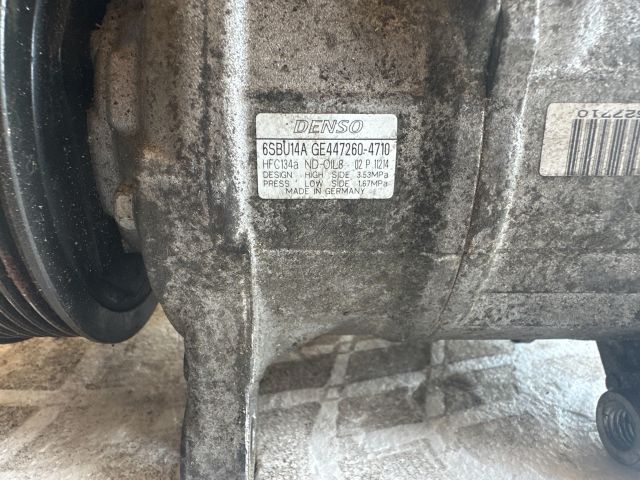 DENSO
6SBU14A GE447260-4710
HFC134a ND-OIL8 02 P 11214
DESIGN HIGH SIDE 3.53MPa
PRESS LOW SIDE 1.67MPa
MADE IN GERMANY